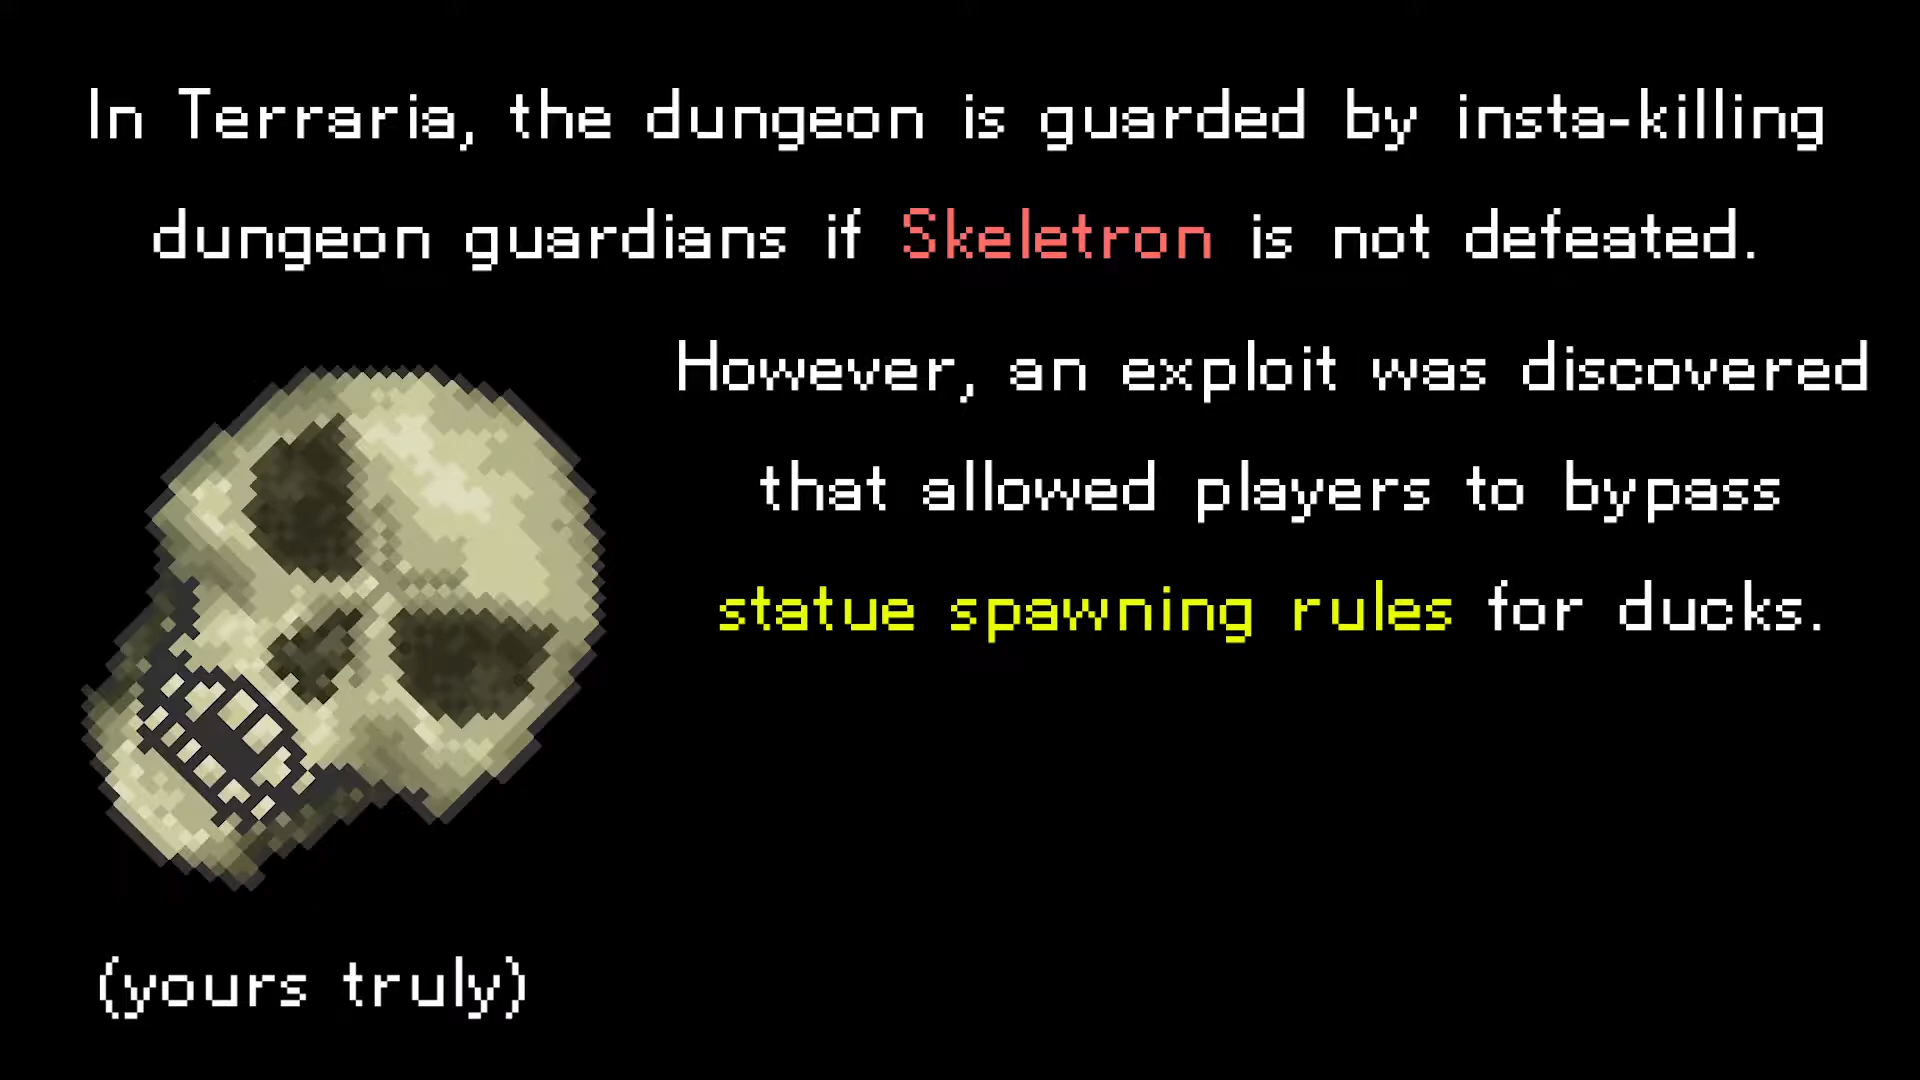 In Terraria, the dungeon is guarded by insta-killing
dungeon guardians if Skeletron is not defeated.
However, an exploit was discovered
that allowed players to bypass
statue spawning rules for ducks.
(yours truly)